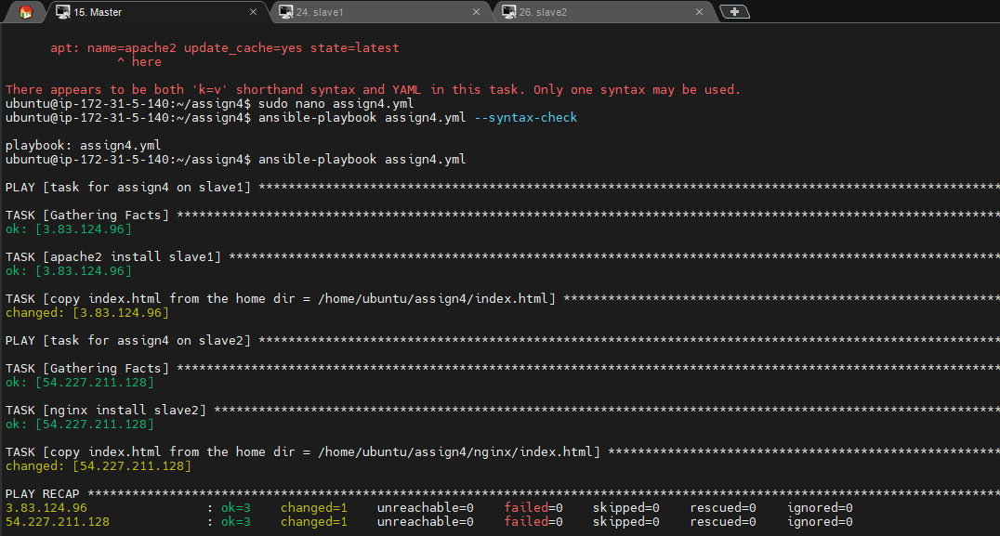 15. Master
24. slave1
26. slave2
apt: name=apache2 update_cache=yes state=latest
^ here
There appears to be both 'k=v' shorthand syntax and YAML in this task. Only one syntax may be used.
ubuntu@ip-172-31-5-140:~/assign4$ sudo nano assign4.yml
ubuntu@ip-172-31-5-140:~/assign4$ ansible-playbook assign4.yml --syntax-check
playbook: assign4.yml
ubuntu@ip-172-31-5-140:~/assign4$ ansible-playbook assign4.yml
PLAY [task for assign4 on slave1] ****************************************************************************************************
TASK [Gathering Facts] ***************************************************************************************************************
ok: [3.83.124.96]
TASK [apache2 install slave1] ********************************************************************************************************
ok: [3.83.124.96]
TASK [copy index.html from the home dir = /home/ubuntu/assign4/index.html] ***********************************************************
changed: [3.83.124.96]
PLAY [task for assign4 on slave2] ****************************************************************************************************
TASK [Gathering Facts] ***************************************************************************************************************
ok: [54.227.211.128]
TASK [nginx install slave2] **********************************************************************************************************
ok: [54.227.211.128]
TASK [copy index.html from the home dir = /home/ubuntu/assign4/nginx/index.html] *****************************************************
changed: [54.227.211.128]
PLAY RECAP ***************************************************************************************************************************
3.83.124.96 : ok=3 changed=1 unreachable=0 failed=0 skipped=0 rescued=0 ignored=0
54.227.211.128 : ok=3 changed=1 unreachable=0 failed=0 skipped=0 rescued=0 ignored=0